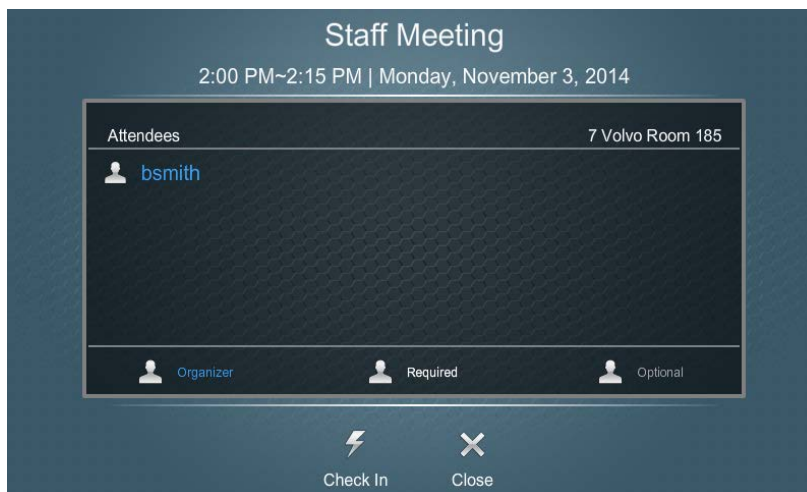 Staff Meeting
2:00 PM~2:15 PM | Monday, November 3, 2014
Attendees 7 Volvo Room 185
bsmith
Organizer Required Optional
Check In Close